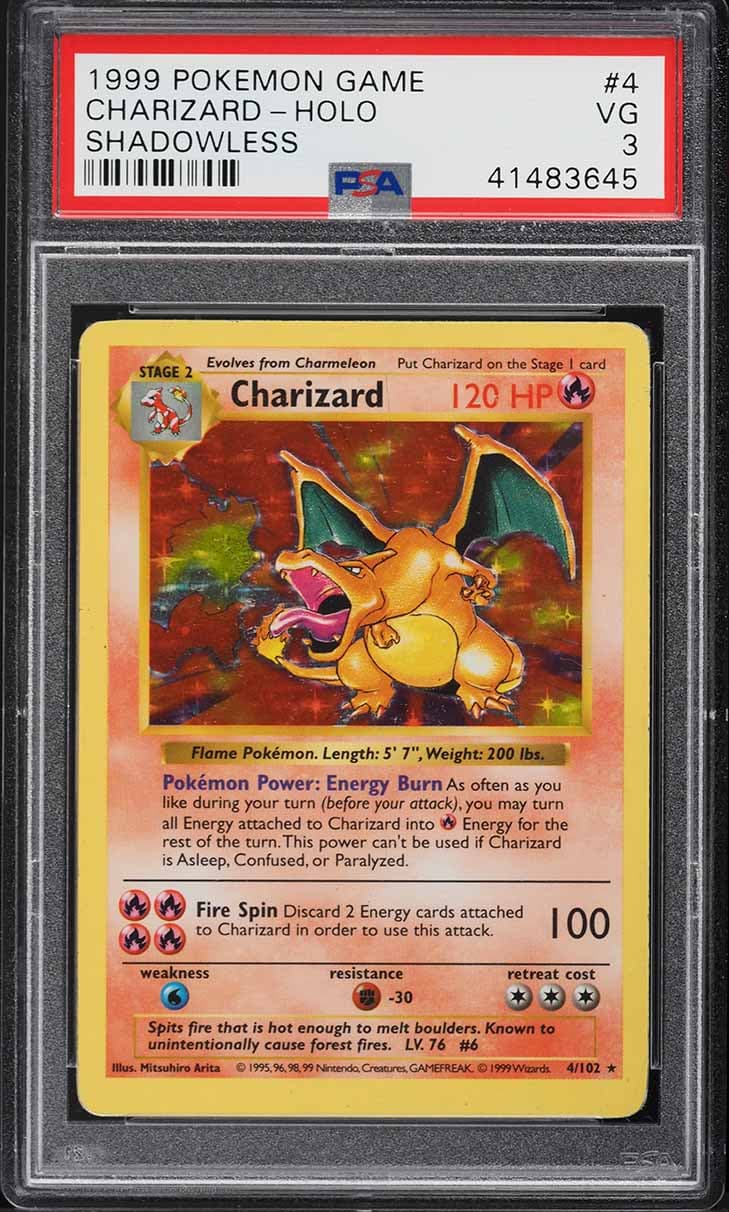 1999 POKEMON GAME #4
CHARIZARD – HOLO VG
SHADOWLESS 3
PSA 41483645
Evolves from Charmeleon Put Charizard on the Stage 1 card
STAGE 2
Charizard 120 HP
Flame Pokémon. Length: 5' 7", Weight: 200 lbs.
Pokémon Power: Energy Burn As often as you
like during your turn (before your attack), you may turn
all Energy attached to Charizard into Energy for the
rest of the turn. This power can't be used if Charizard
is Asleep, Confused, or Paralyzed.
Fire Spin Discard 2 Energy cards attached
to Charizard in order to use this attack.
100
weakness resistance retreat cost
-30
Spits fire that is hot enough to melt boulders. Known to
unintentionally cause forest fires. LV. 76 #6
Illus. Mitsuhiro Arita © 1995, 96, 98, 99 Nintendo, Creatures, GAMEFREAK. © 1999 Wizards. 4/102 ★
PSA